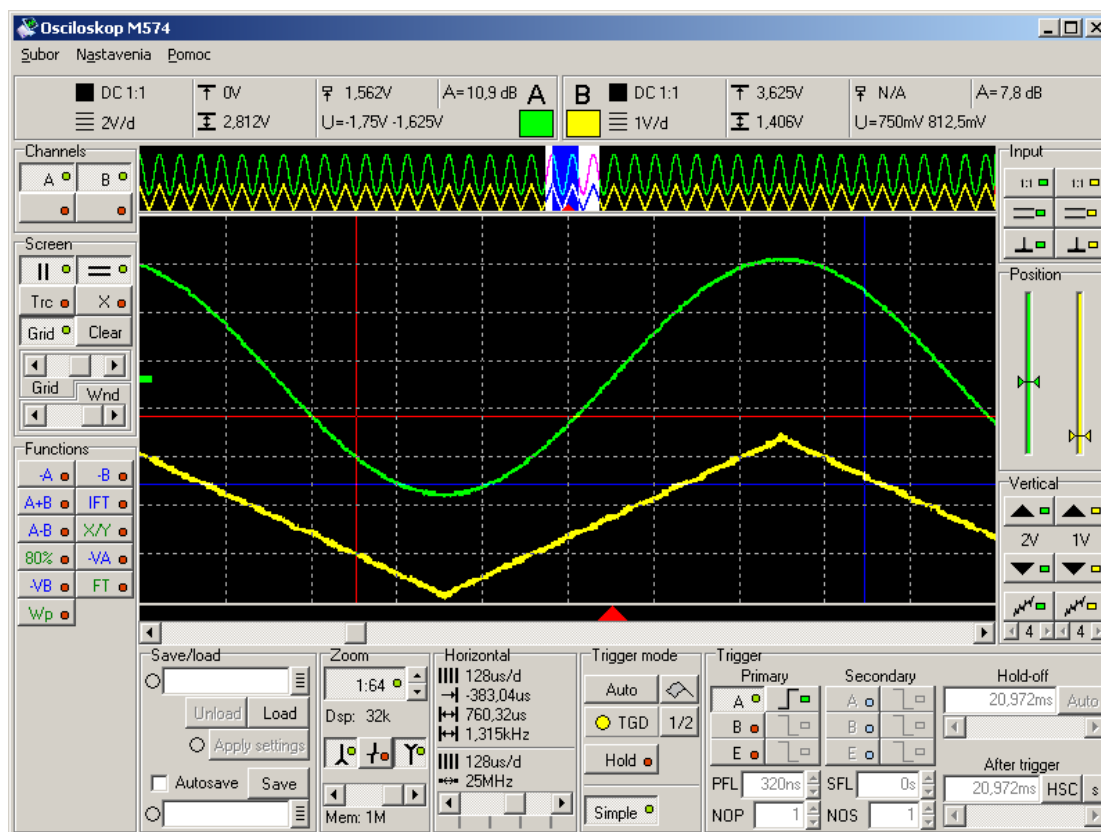 Osciloskop M574
Subor Nastavenia Pomoc
DC 1:1 0V 1,562V A=10,9 dB A B DC 1:1 3,625V N/A A=7,8 dB
2V/d 2,812V U=-1,75V -1,625V 1V/d 1,406V U=750mV 812,5mV
Channels
A B
Screen
Trc X
Grid Clear
Grid Wnd
Functions
-A -B
A+B IFT
A-B X/Y
80% -VA
-VB FT
Wp
Input
1:1 1:1
Position
Vertical
2V 1V
4 4
Save/load
Unload Load
Apply settings
Autosave Save
Zoom
1:64
Dsp: 32k
Mem: 1M
Horizontal
128us/d
-383,04us
760,32us
1,315kHz
128us/d
25MHz
Trigger mode
Auto
TGD 1/2
Hold
Simple
Trigger
Primary Secondary Hold-off
A A 20,972ms Auto
B B
E E After trigger
PFL 320ns SFL 0s 20,972ms HSC s
NOP 1 NOS 1